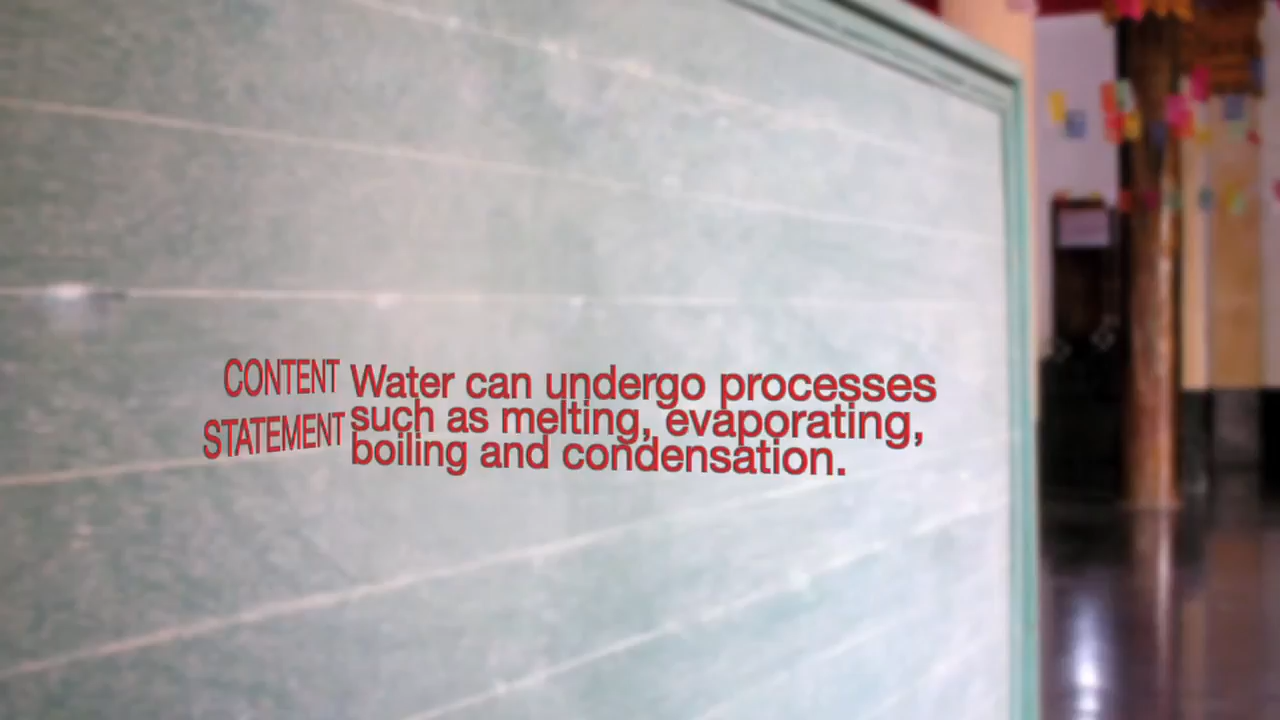 CONTENT
STATEMENT
Water can undergo processes
such as melting, evaporating,
boiling and condensation.